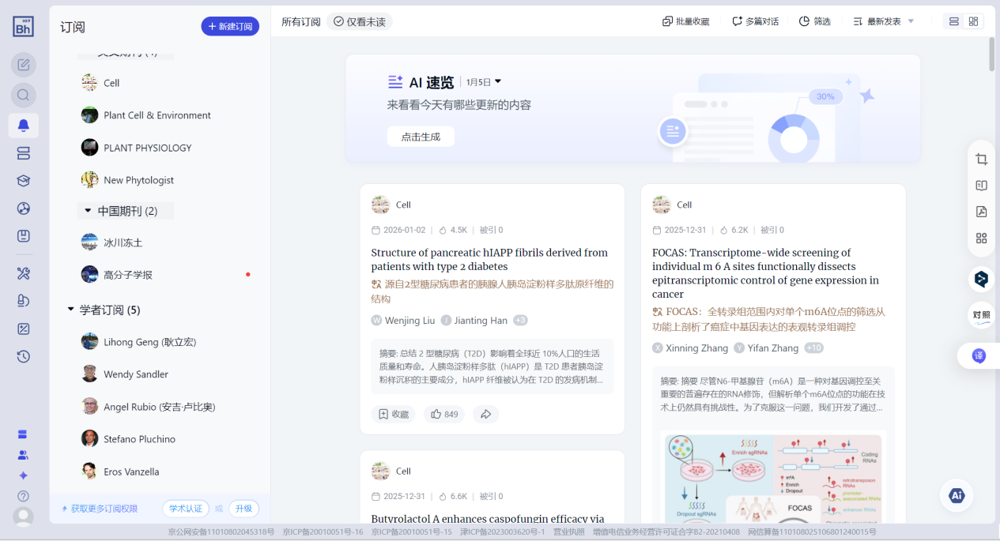 IG7
Bh
订阅
+ 新建订阅
所有订阅
仅看未读
批量收藏
多篇对话
筛选
最新发表
英文期刊 (4)
Cell
Plant Cell & Environment
PLANT PHYSIOLOGY
New Phytologist
中国期刊 (2)
冰川冻土
高分子学报
学者订阅 (5)
Lihong Geng (耿立宏)
Wendy Sandler
Angel Rubio (安吉·卢比奥)
Stefano Pluchino
Eros Vanzella
获取更多订阅权限
学术认证
或
升级
AI 速览
1月5日
来看看今天有哪些更新的内容
点击生成
30%
Cell
2026-01-02 | 4.5K | 被引 0
Structure of pancreatic hIAPP fibrils derived from
patients with type 2 diabetes
源自2型糖尿病患者的胰腺人胰岛淀粉样多肽原纤维的
结构
W Wenjing Liu J Jianting Han +3
摘要: 总结 2 型糖尿病（T2D）影响着全球近 10%人口的生活
质量和寿命。人胰岛淀粉样多肽（hIAPP）是 T2D 患者胰岛淀
粉样沉积的主要成分，hIAPP 纤维被认为在 T2D 的发病机制...
收藏
849
Cell
2025-12-31 | 6.6K | 被引 0
Butyrolactol A enhances caspofungin efficacy via
Cell
2025-12-31 | 6.2K | 被引 0
FOCAS: Transcriptome-wide screening of
individual m 6 A sites functionally dissects
epitranscriptomic control of gene expression in
cancer
FOCAS：全转录组范围内对单个m6A位点的筛选从
功能上剖析了癌症中基因表达的表观转录组调控
X Xinning Zhang Y Yifan Zhang +10
摘要: 摘要 尽管N6-甲基腺苷（m6A）是一种对基因调控至关
重要的普遍存在的RNA修饰，但解析单个m6A位点的功能在技
术上仍然具有挑战性。为了克服这一问题，我们开发了通过...
Enrich sgRNAs
Dropout sgRNAs
m⁶A
Enrich
Dropout
FOCAS
Coding
RNAs
retrotransposon
RNAs
promoter-
associated RNAs
enhancer RNAs
对照
译
Ai
京公网安备11010802045318号 京ICP备20010051号-16 京ICP备20010051号-15 津ICP备2023003620号-1 营业执照 增值电信业务经营许可证合字B2-20210408 网信算备110108025106801240015号